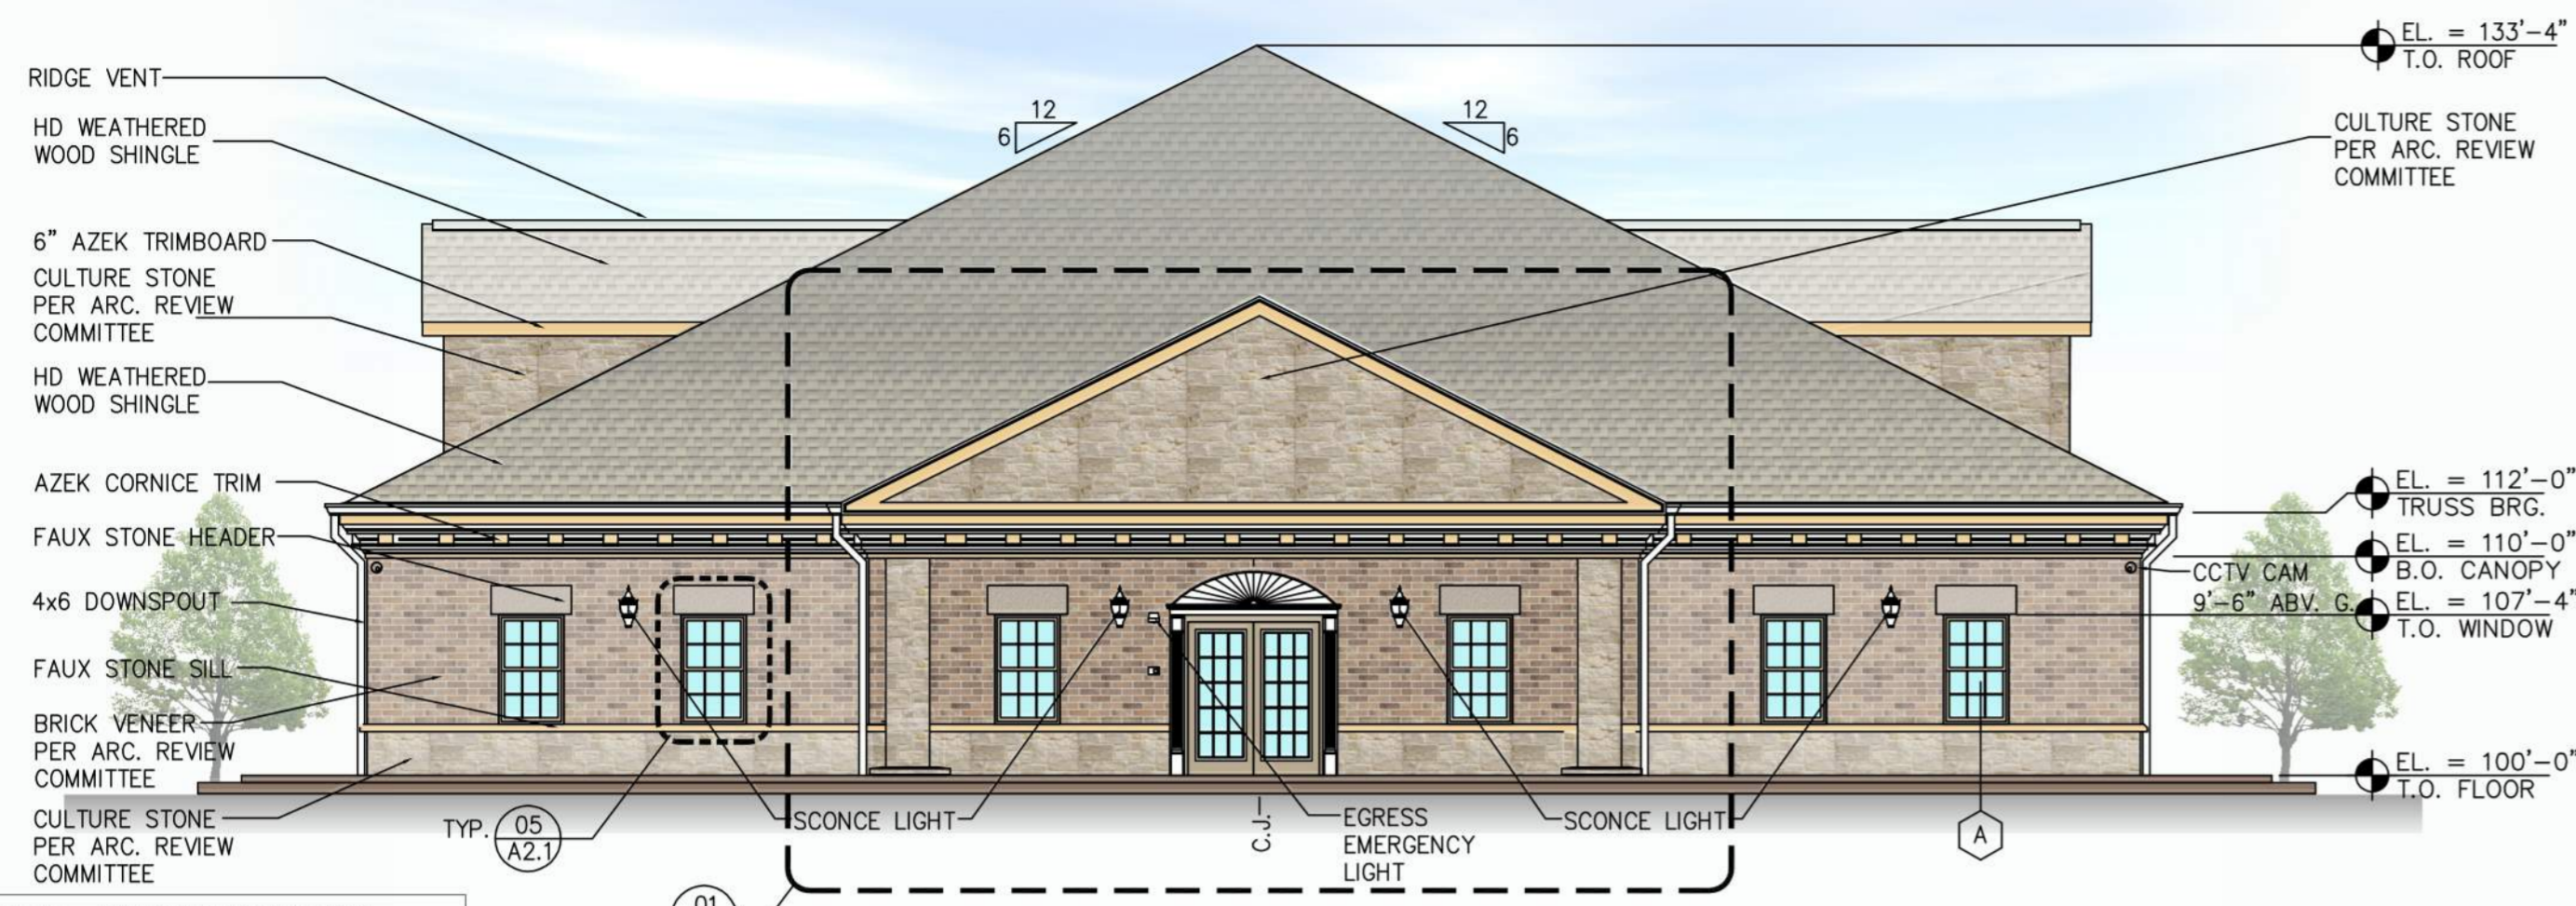 RIDGE VENT
HD WEATHERED
WOOD SHINGLE
6" AZEK TRIMBOARD
CULTURE STONE
PER ARC. REVIEW
COMMITTEE
HD WEATHERED
WOOD SHINGLE
AZEK CORNICE TRIM
FAUX STONE HEADER
4x6 DOWNSPOUT
FAUX STONE SILL
BRICK VENEER
PER ARC. REVIEW
COMMITTEE
CULTURE STONE
PER ARC. REVIEW
COMMITTEE
12
6
12
6
TYP.
05
A2.1
01
SCONCE LIGHT
C.J.
EGRESS
EMERGENCY
LIGHT
SCONCE LIGHT
A
EL. = 133'-4"
T.O. ROOF
CULTURE STONE
PER ARC. REVIEW
COMMITTEE
EL. = 112'-0"
TRUSS BRG.
EL. = 110'-0"
B.O. CANOPY
CCTV CAM
9'-6" ABV. G.
EL. = 107'-4"
T.O. WINDOW
EL. = 100'-0"
T.O. FLOOR